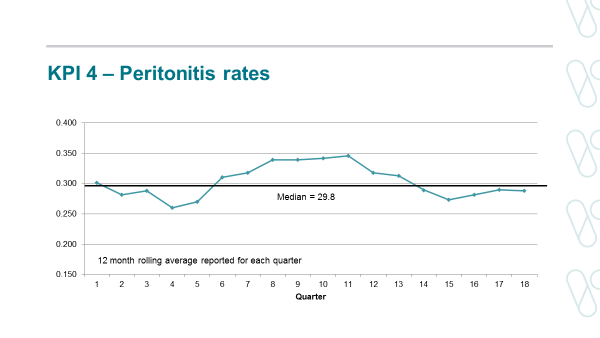 KPI 4 – Peritonitis rates
0.400
0.350
0.300
0.250
0.200
0.150
Median = 29.8
12 month rolling average reported for each quarter
1 2 3 4 5 6 7 8 9 10 11 12 13 14 15 16 17 18
Quarter